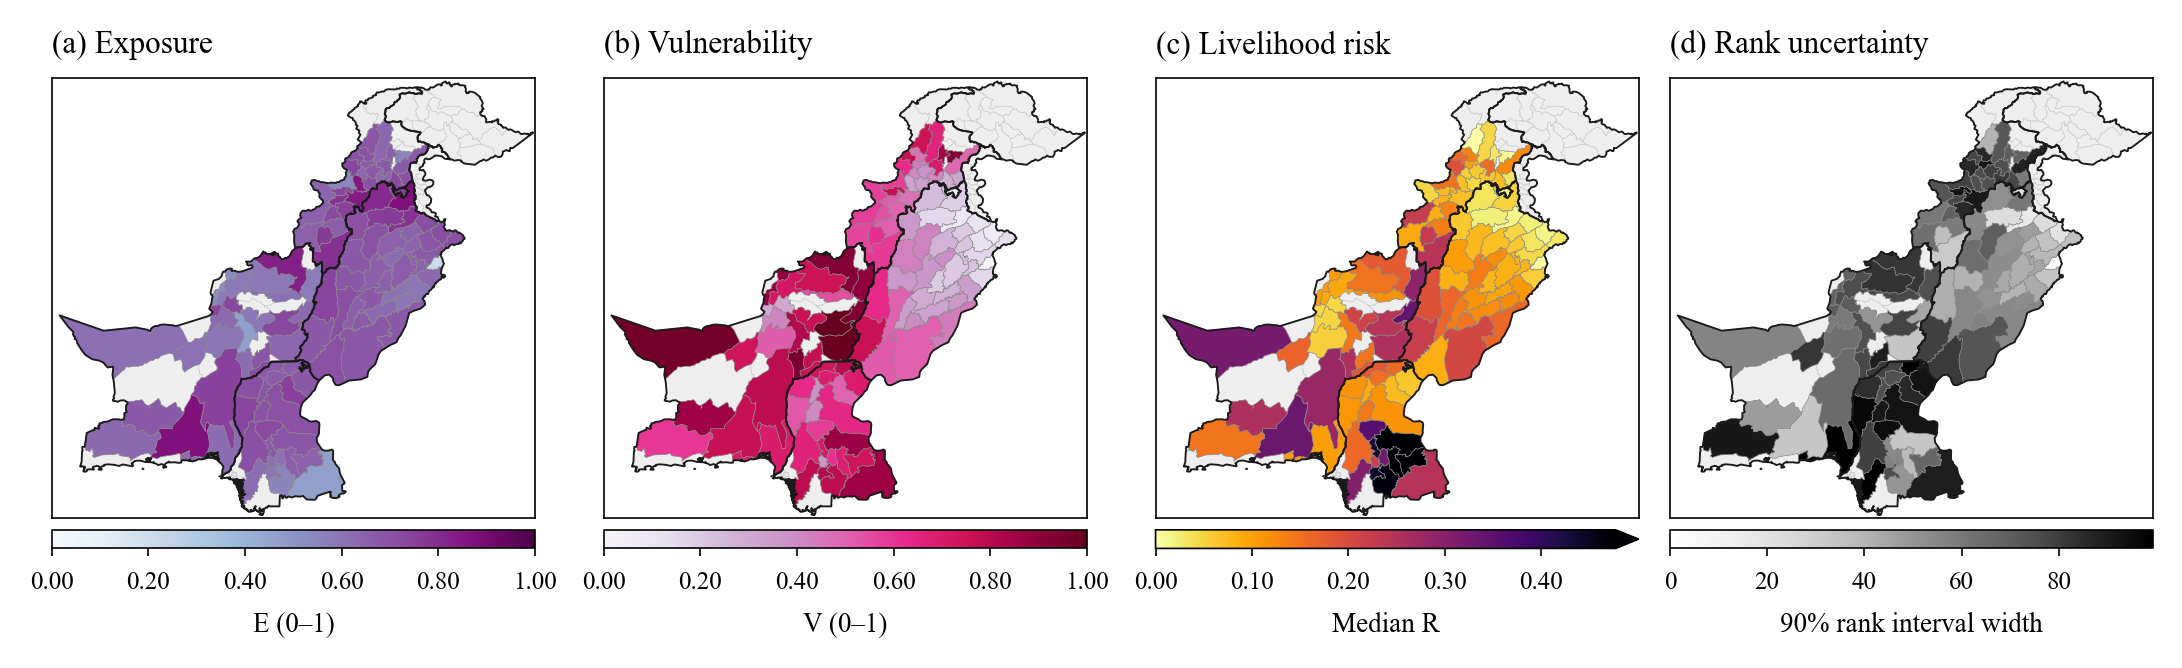 (a) Exposure
(b) Vulnerability
(c) Livelihood risk
(d) Rank uncertainty
0.00 0.20 0.40 0.60 0.80 1.00
E (0–1)
0.00 0.20 0.40 0.60 0.80 1.00
V (0–1)
0.00 0.10 0.20 0.30 0.40
Median R
0 20 40 60 80
90% rank interval width